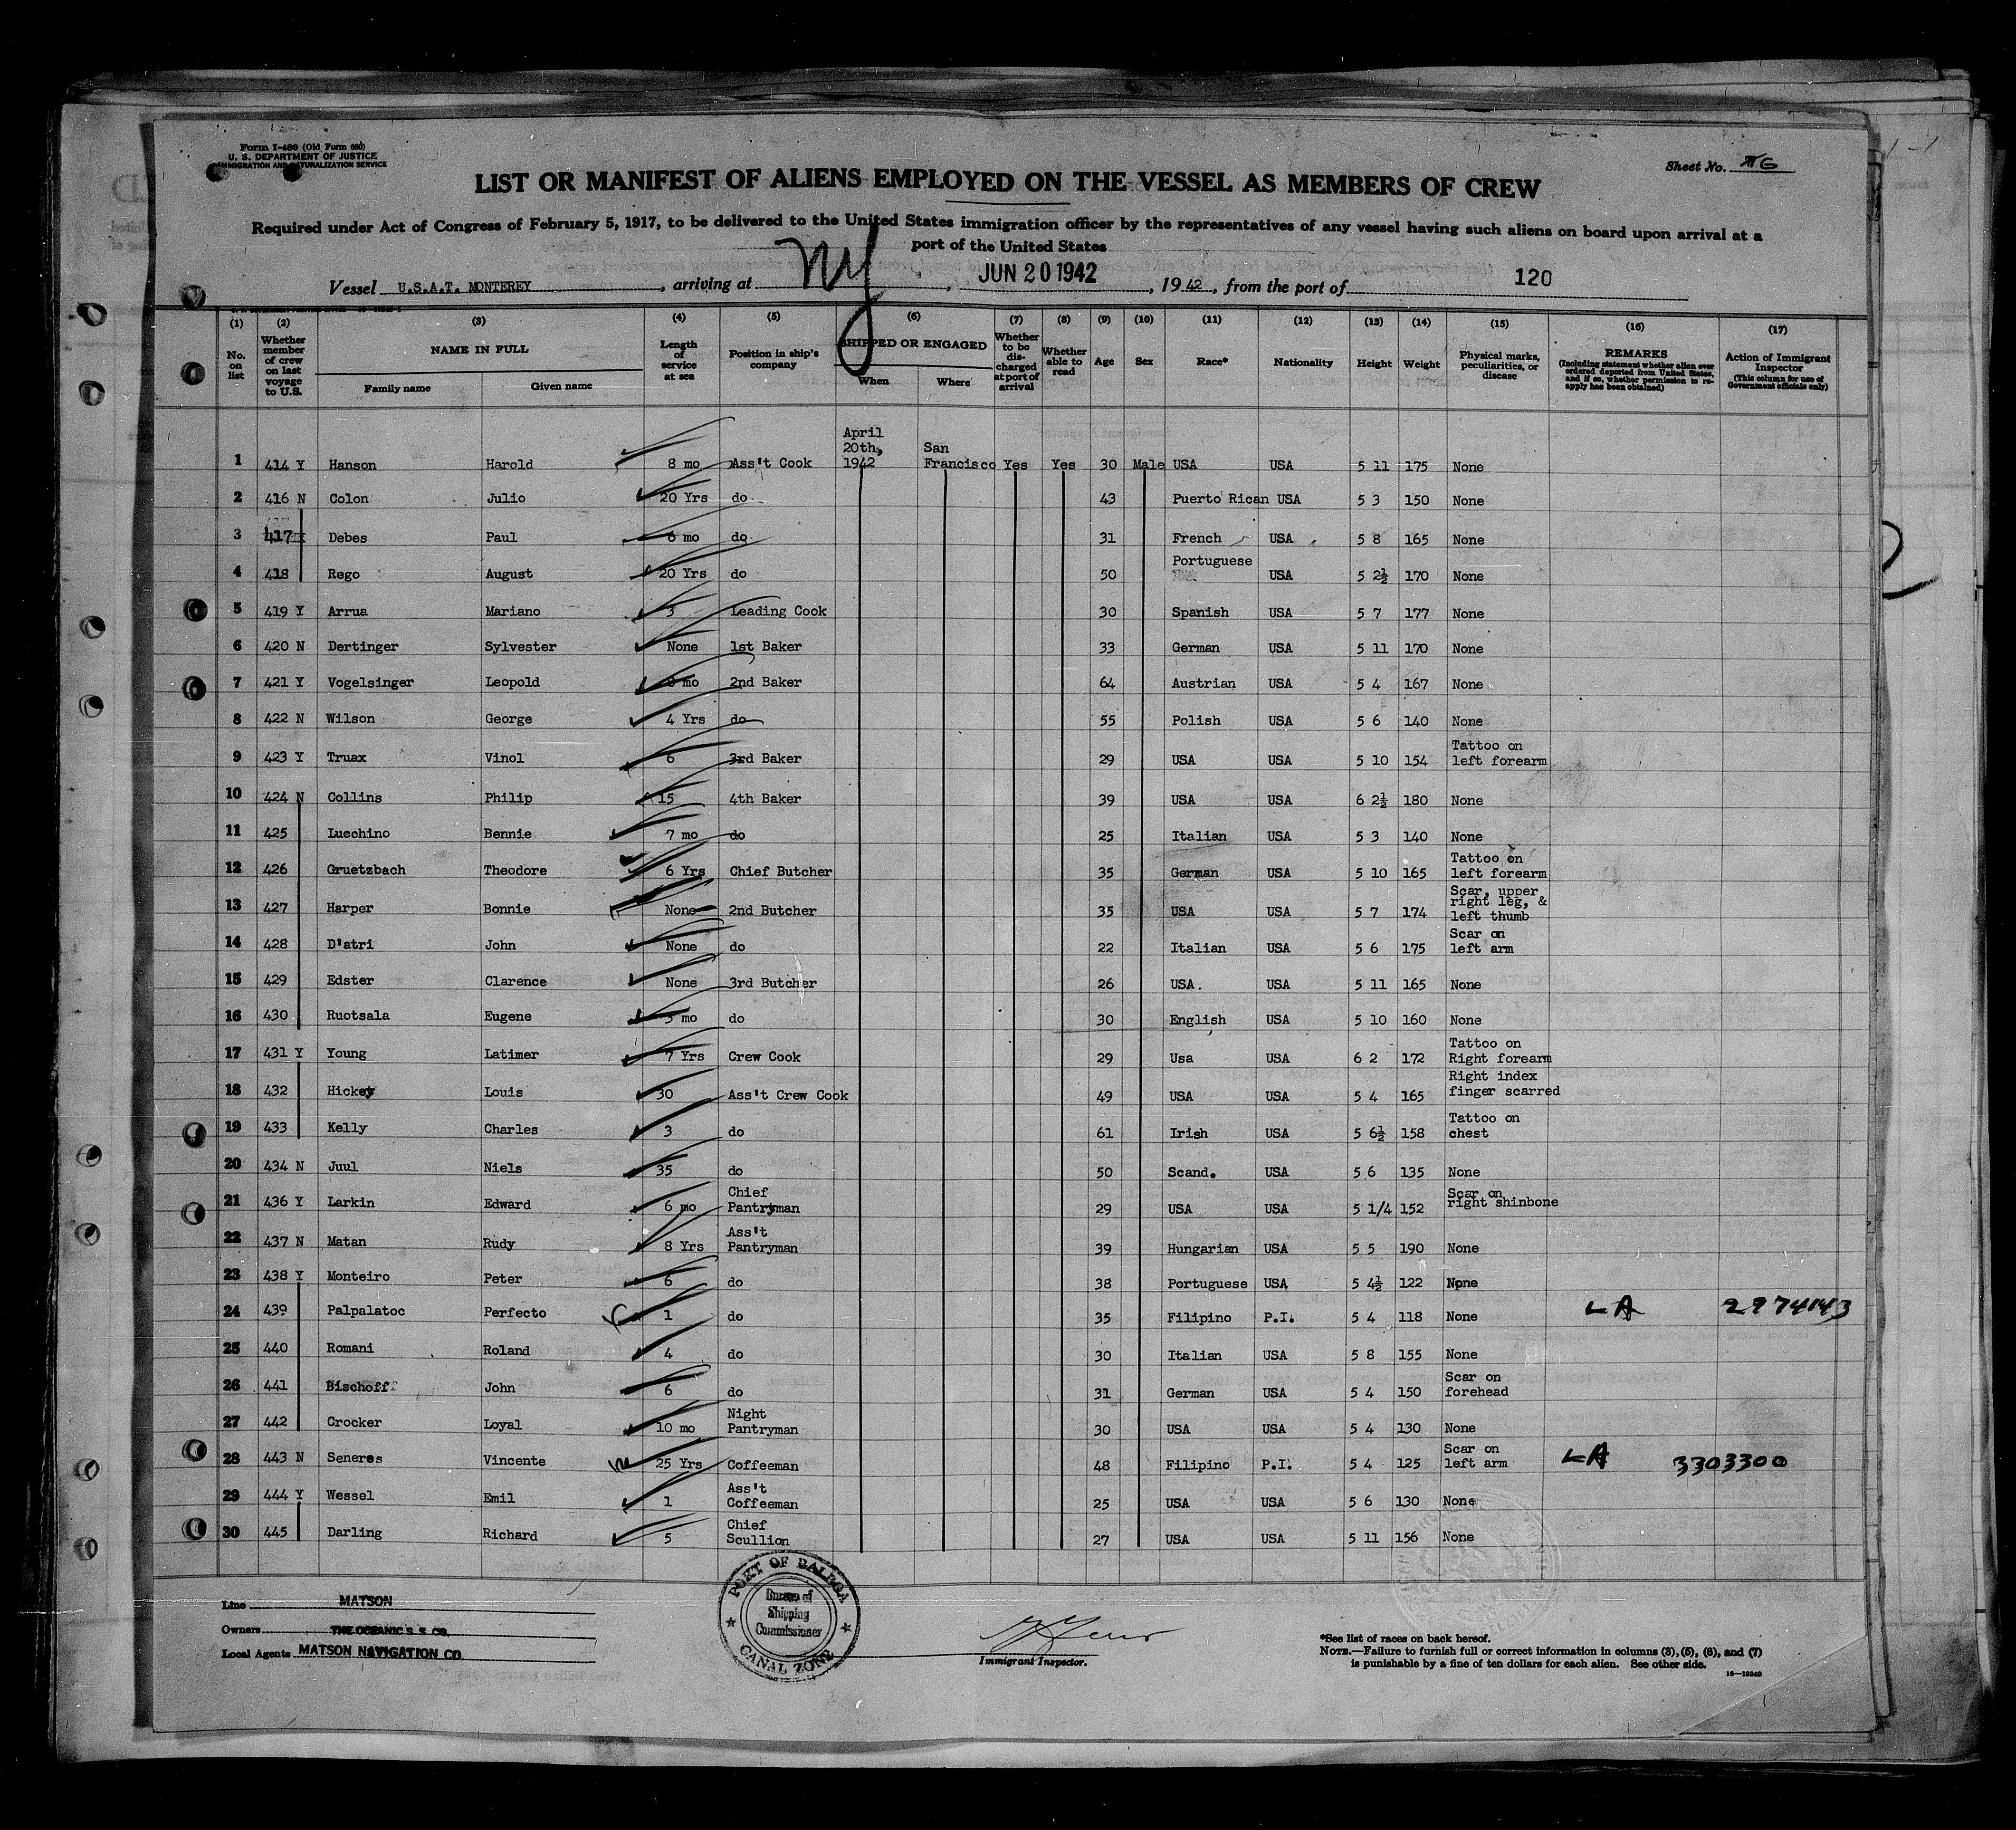 Form I-480 (Old Form 680)
U. S. DEPARTMENT OF JUSTICE
IMMIGRATION AND NATURALIZATION SERVICE
Sheet No.
LIST OR MANIFEST OF ALIENS EMPLOYED ON THE VESSEL AS MEMBERS OF CREW
Required under Act of Congress of February 5, 1917, to be delivered to the United States immigration officer by the representatives of any vessel having such aliens on board upon arrival at a
port of the United States
Vessel U.S.A.T. MONTEREY, arriving at NY, JUN 20 1942, 1942, from the port of 120
(1) (2) (3) (4) (5) (6) (7) (8) (9) (10) (11) (12) (13) (14) (15) (16) (17)
No. on list
Whether member of crew on last voyage to U.S.
NAME IN FULL
Family name
Given name
Length of service at sea
Position in ship's company
SHIPPED OR ENGAGED
When
Where
Whether to be discharged at port of arrival
Whether able to read
Age
Sex
Race*
Nationality
Height
Weight
Physical marks, peculiarities, or disease
REMARKS
(Including statement whether alien ever ordered deported from United States, and if so, whether permission to reapply has been obtained)
Action of Immigrant Inspector
(This column for use of Government officials only)
1 414 Y Hanson Harold 8 mo Ass't Cook April 20th, 1942 San Francisco Yes Yes 30 Male USA USA 5 11 175 None
2 416 N Colon Julio 20 Yrs do 43 Puerto Rican USA 5 3 150 None
3 417 Debes Paul 6 mo do 31 French USA 5 8 165 None
4 418 Rego August 20 Yrs do 50 Portuguese USA 5 2½ 170 None
5 419 Y Arrua Mariano 3 Leading Cook 30 Spanish USA 5 7 177 None
6 420 N Dertinger Sylvester None 1st Baker 33 German USA 5 11 170 None
7 421 Y Vogelsinger Leopold 8 mo 2nd Baker 64 Austrian USA 5 4 167 None
8 422 N Wilson George 4 Yrs do 55 Polish USA 5 6 140 None
9 423 Y Truax Vinol 6 3rd Baker 29 USA USA 5 10 154 Tattoo on left forearm
10 424 N Collins Philip 15 4th Baker 39 USA USA 6 2½ 180 None
11 425 Lucchino Bennie 7 mo do 25 Italian USA 5 3 140 None
12 426 Gruetzbach Theodore 6 Yrs Chief Butcher 35 German USA 5 10 165 Tattoo on left forearm
13 427 Harper Bonnie None 2nd Butcher 35 USA USA 5 7 174 Scar, upper right leg, & left thumb
14 428 D'atri John None do 22 Italian USA 5 6 175 Scar on left arm
15 429 Edster Clarence None 3rd Butcher 26 USA. USA 5 11 165 None
16 430 Ruotsala Eugene 3 mo do 30 English USA 5 10 160 None
17 431 Y Young Latimer 7 Yrs Crew Cook 29 Usa USA 6 2 172 Tattoo on Right forearm
18 432 Hickey Louis 30 Ass't Crew Cook 49 USA USA 5 4 165 Right index finger scarred
19 433 Kelly Charles 3 do 61 Irish USA 5 6½ 158 Tattoo on chest
20 434 N Juul Niels 35 do 50 Scand. USA 5 6 135 None
21 436 Y Larkin Edward 6 mo Chief Pantryman 29 USA USA 5 1/4 152 Scar on right shinbone
22 437 N Matan Rudy 8 Yrs Ass't Pantryman 39 Hungarian USA 5 5 190 None
23 438 Y Monteiro Peter 6 do 38 Portuguese USA 5 4½ 122 None
24 439 Palpalatoc Perfecto 1 do 35 Filipino P.I. 5 4 118 None LA 2974143
25 440 Romani Roland 4 do 30 Italian USA 5 8 155 None
26 441 Bischoff John 6 do 31 German USA 5 4 150 Scar on forehead
27 442 Crocker Loyal 10 mo Night Pantryman 30 USA USA 5 4 130 None
28 443 N Seneres Vincente 25 Yrs Coffeeman 48 Filipino P.I. 5 4 125 Scar on left arm LA 3303300
29 444 Y Wessel Emil 1 Ass't Coffeeman 25 USA USA 5 6 130 None
30 445 Darling Richard 5 Chief Scullion 27 USA USA 5 11 156 None
Line MATSON
Owners THE OCEANIC S. S. CO.
Local Agents MATSON NAVIGATION CO.
PORT OF BALBOA
Bureau of
Shipping
Commissioner
CANAL ZONE
Immigrant Inspector.
*See list of races on back hereof.
NOTE.—Failure to furnish full or correct information in columns (3), (5), (6), and (7)
is punishable by a fine of ten dollars for each alien. See other side.
16—19349